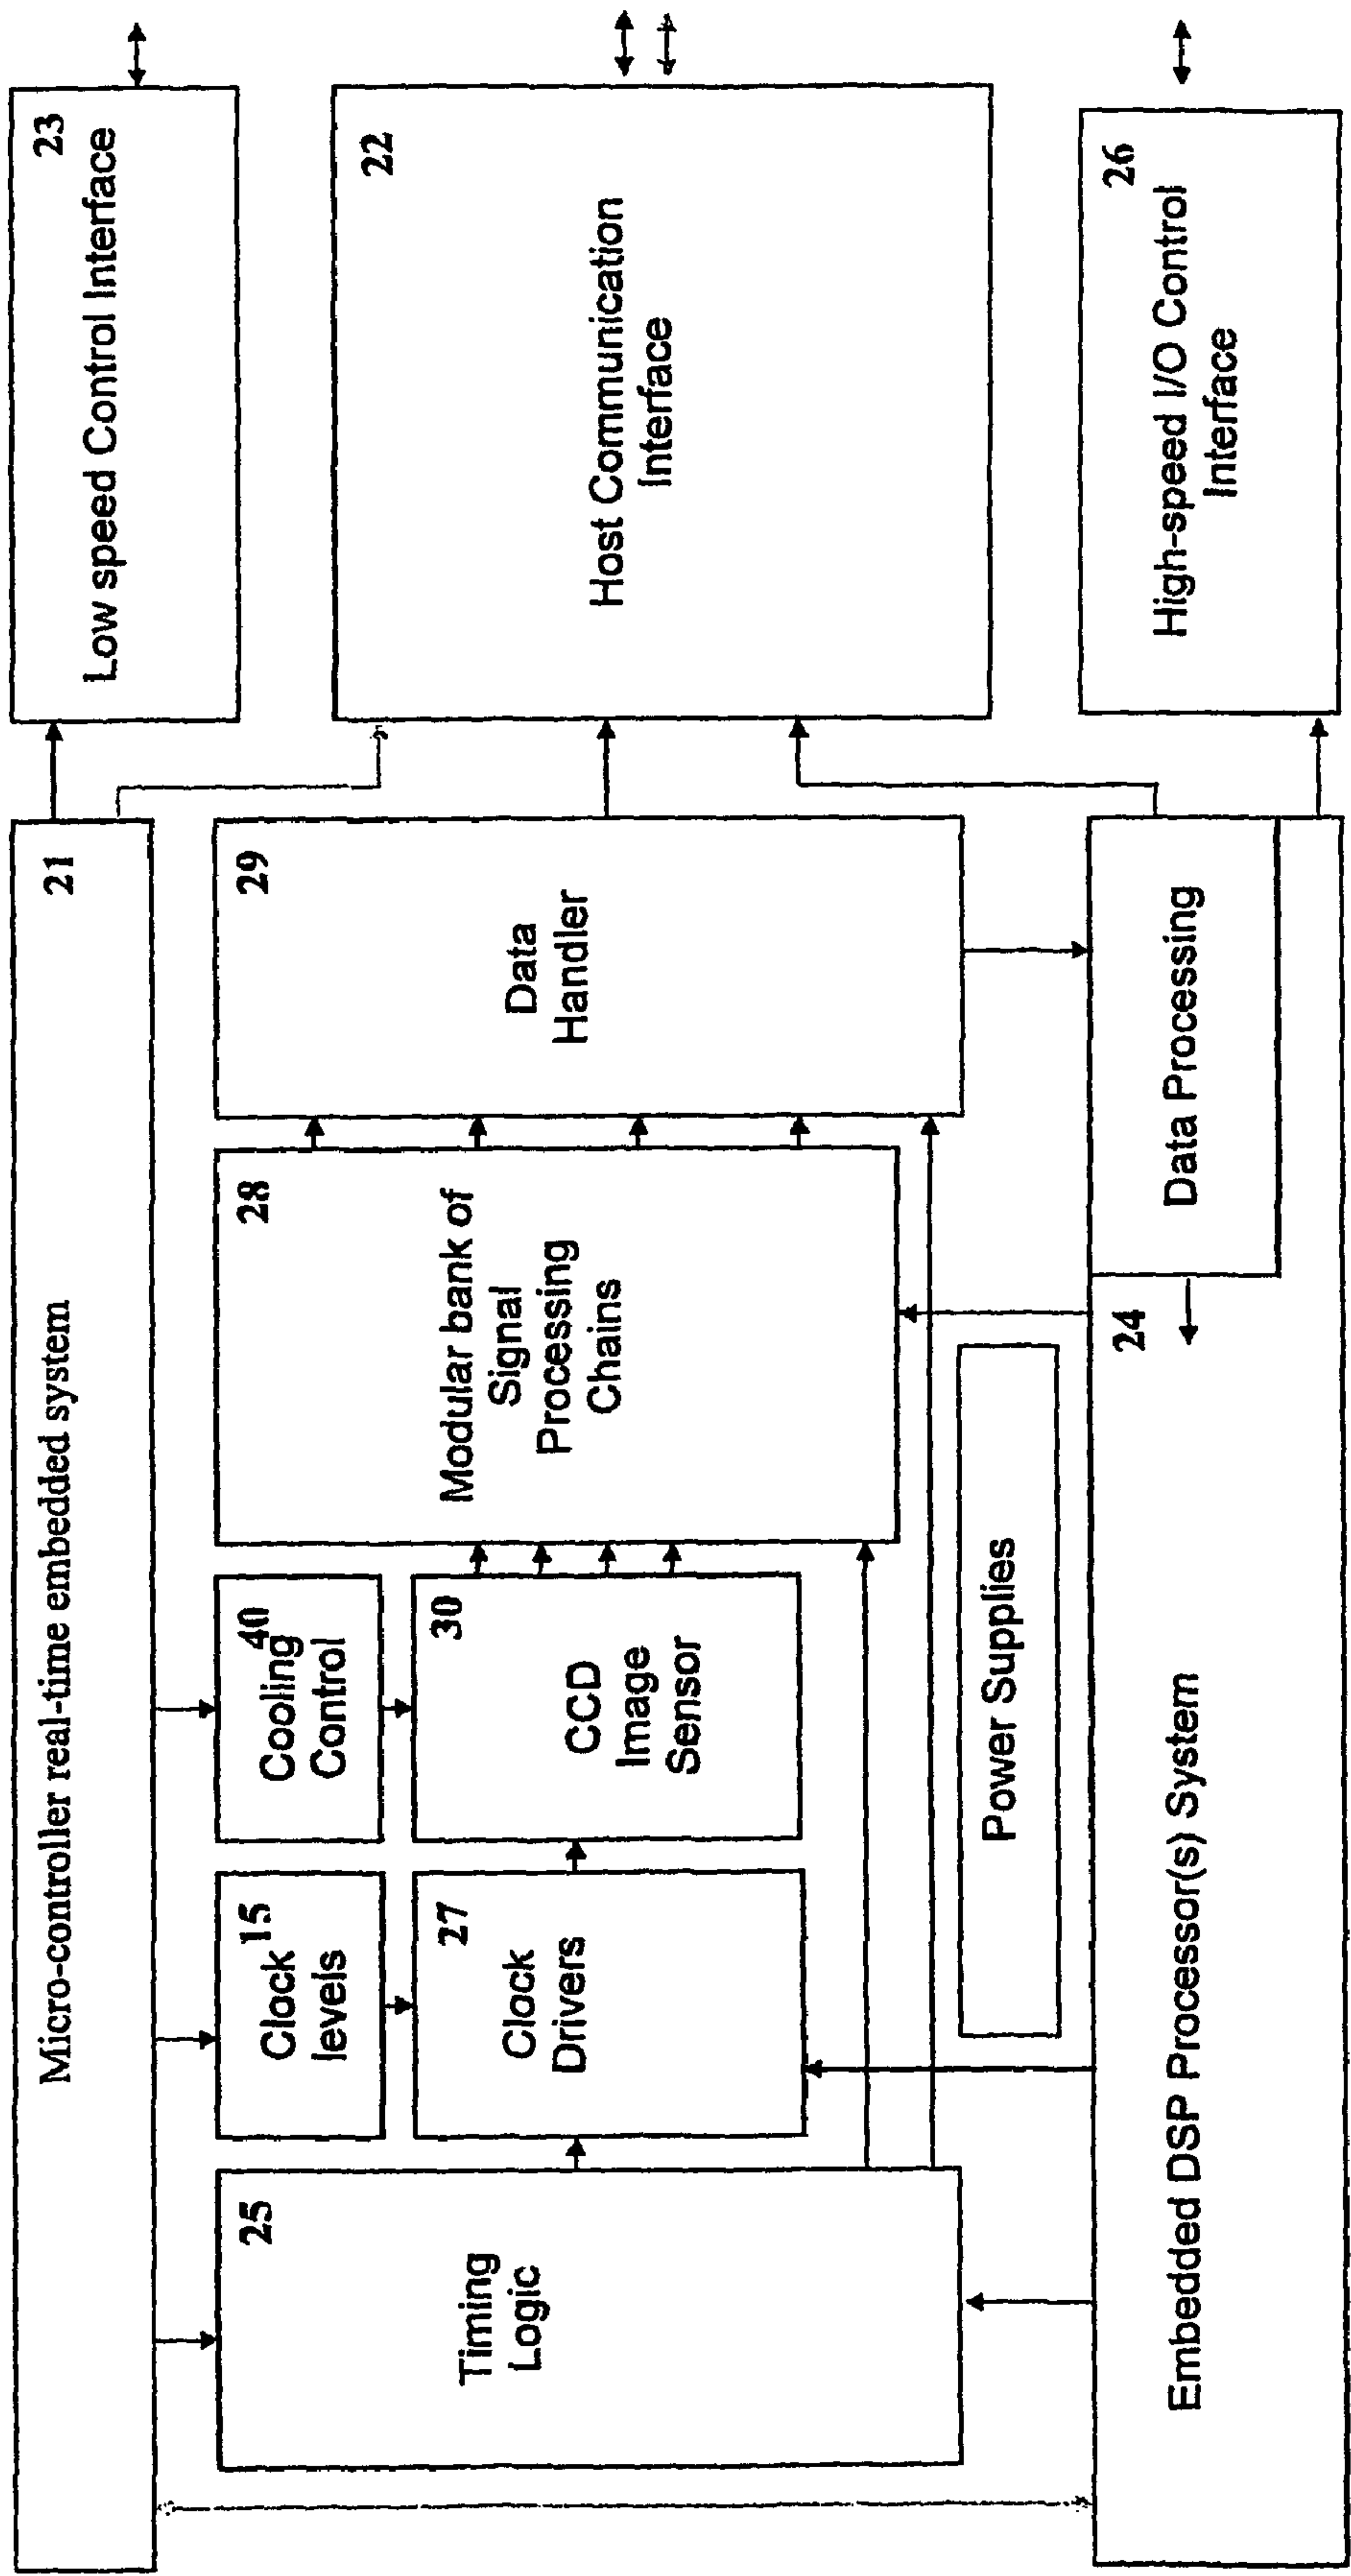 Micro-controller real-time embedded system
21
23
Low speed Control Interface
25
Timing
Logic
15
Clock
levels
27
Clock
Drivers
40
Cooling
Control
30
CCD
Image
Sensor
28
Modular bank of
Signal
Processing
Chains
29
Data
Handler
22
Host Communication
Interface
Power Supplies
24
Embedded DSP Processor(s) System
Data Processing
26
High-speed I/O Control
Interface